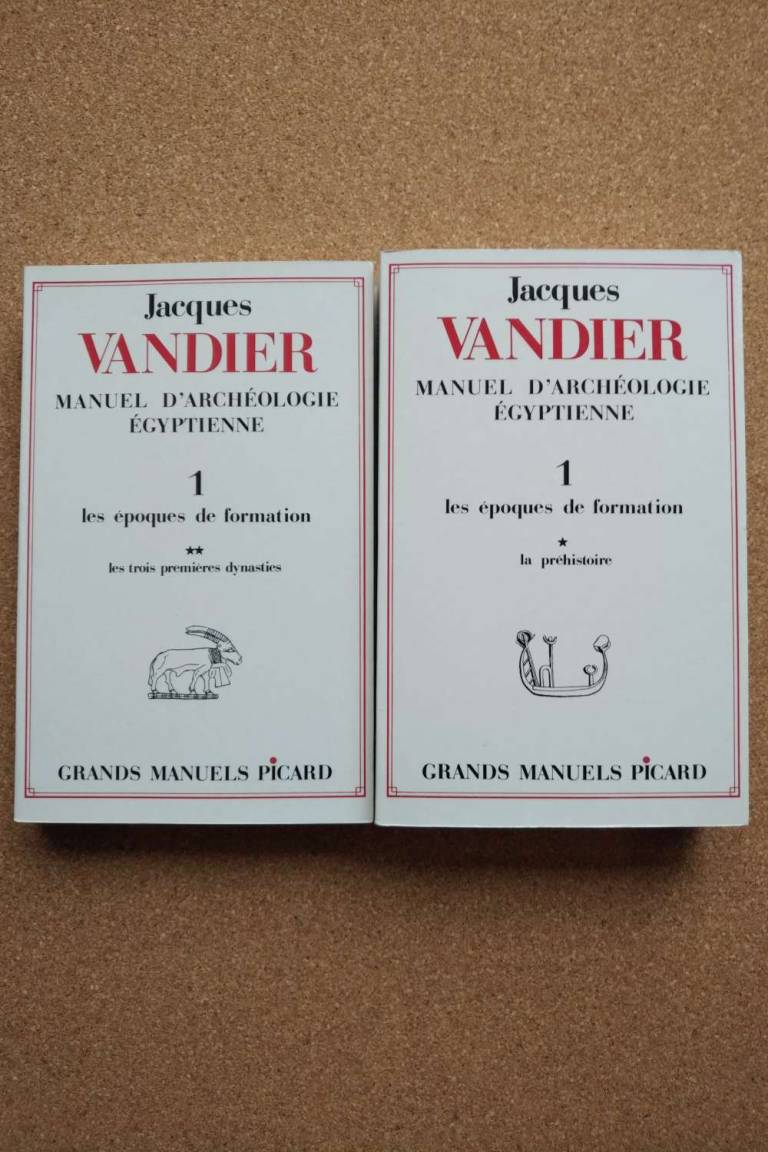 Jacques
VANDIER
MANUEL D'ARCHÉOLOGIE
ÉGYPTIENNE
1
les époques de formation
★★
les trois premières dynasties
GRANDS MANUELS PICARD
Jacques
VANDIER
MANUEL D'ARCHÉOLOGIE
ÉGYPTIENNE
1
les époques de formation
★
la préhistoire
GRANDS MANUELS PICARD